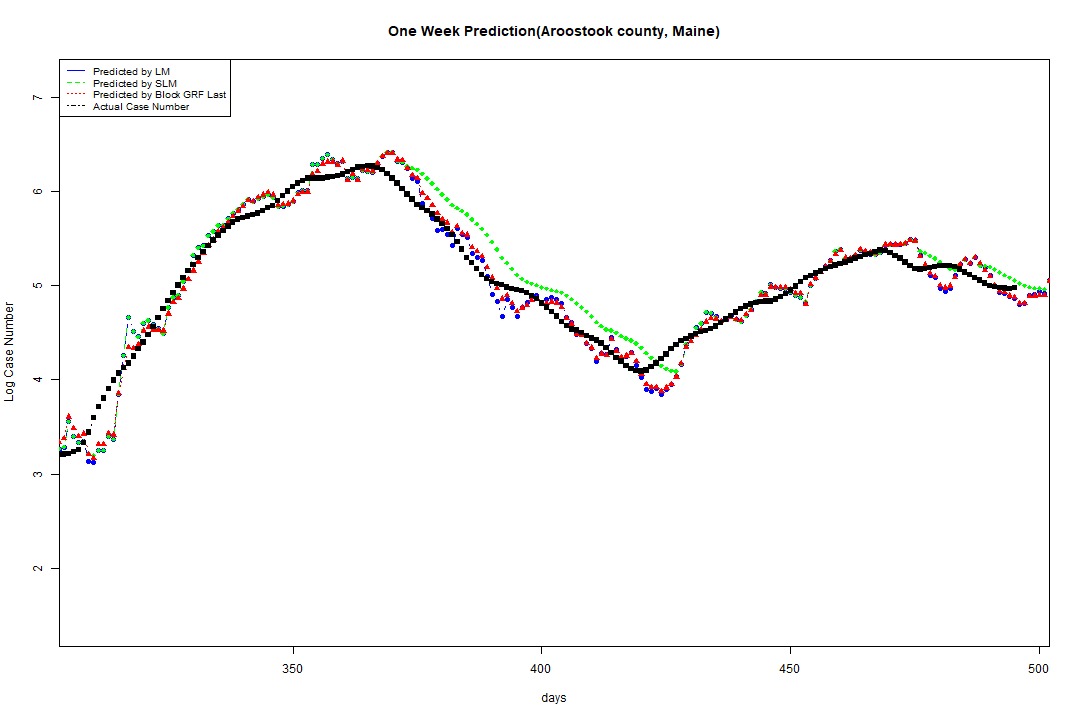 One Week Prediction(Aroostook county, Maine)
Predicted by LM
Predicted by SLM
Predicted by Block GRF Last
Actual Case Number
7
6
5
4
3
2
Log Case Number
350 400 450 500
days